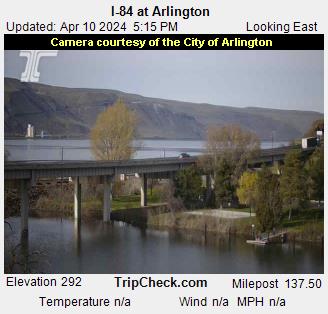 I-84 at Arlington
Updated: Apr 10 2024 5:15 PM Looking East
Camera courtesy of the City of Arlington
Elevation 292 TripCheck.com Milepost 137.50
Temperature n/a Wind n/a MPH n/a